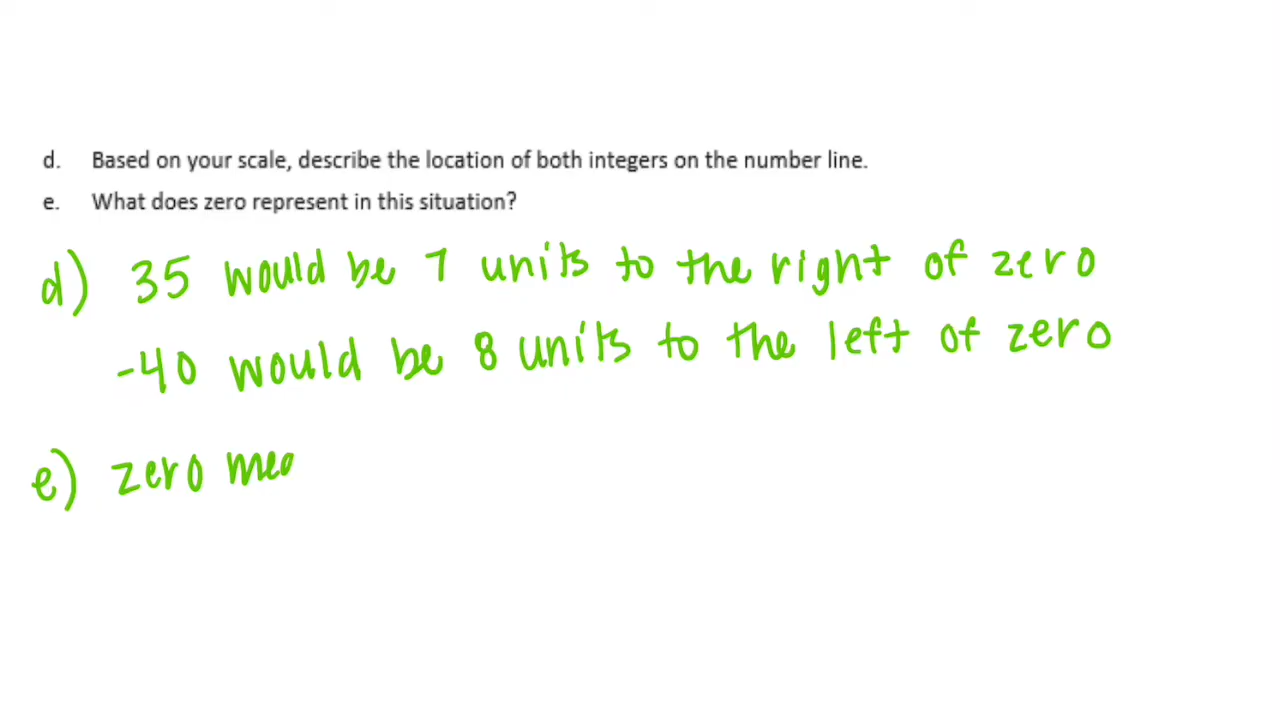 d. Based on your scale, describe the location of both integers on the number line.
e. What does zero represent in this situation?
d) 35 would be 7 units to the right of zero
-40 would be 8 units to the left of zero
e) zero mea